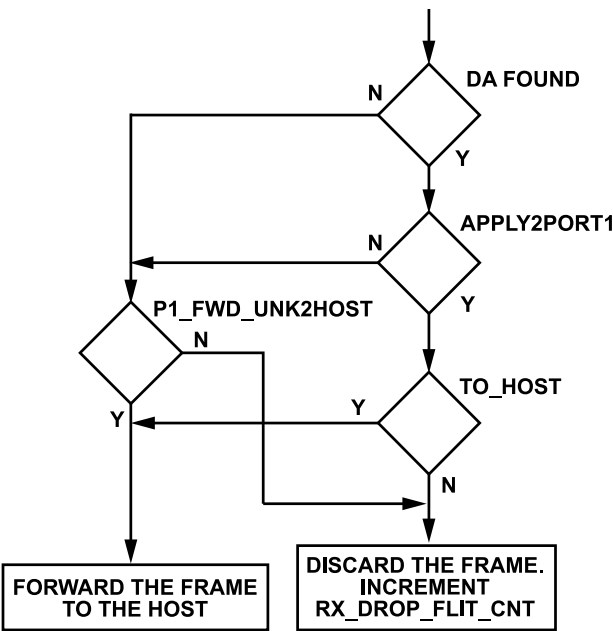 DA FOUND
N
Y
APPLY2PORT1
N
Y
P1_FWD_UNK2HOST
N
TO_HOST
Y
Y
N
FORWARD THE FRAME
TO THE HOST
DISCARD THE FRAME.
INCREMENT
RX_DROP_FLIT_CNT